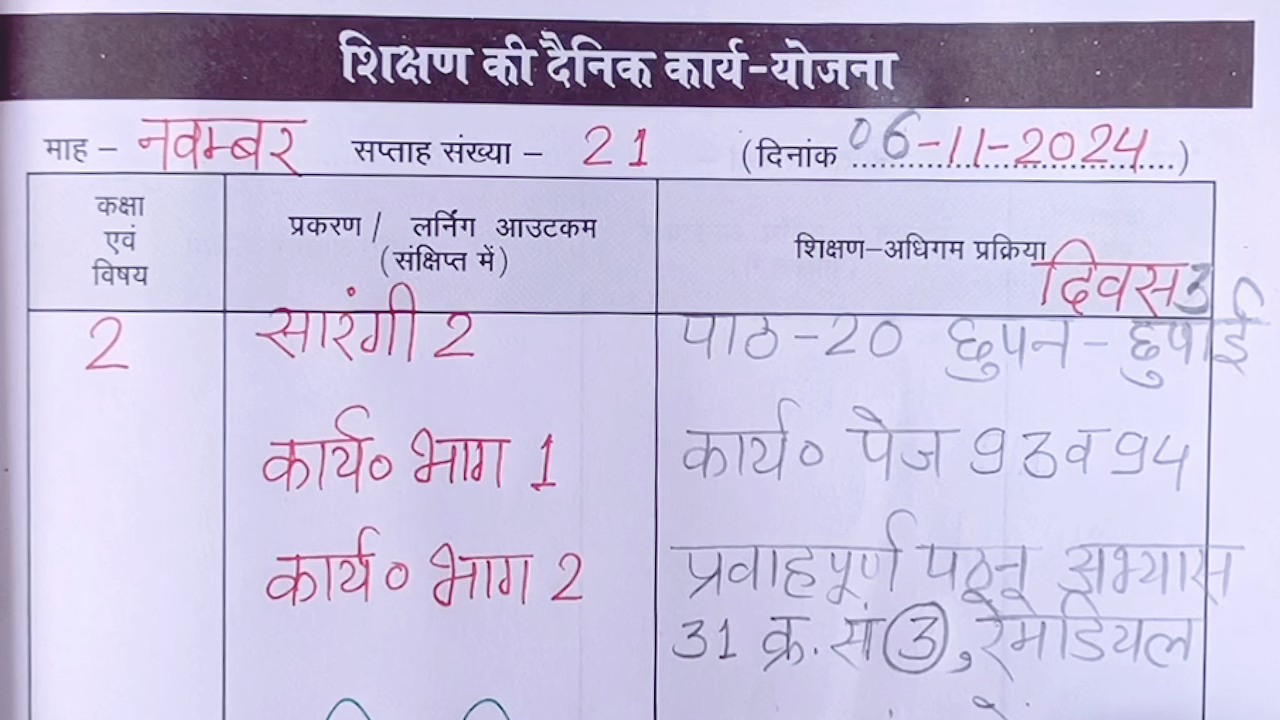 शिक्षण की दैनिक कार्य-योजना
माह - नवम्बर सप्ताह संख्या - 21 (दिनांक 06-11-2024)
कक्षा
एवं
विषय
प्रकरण / लर्निंग आउटकम
(संक्षिप्त में)
शिक्षण-अधिगम प्रक्रिया
दिवस 3
2 सारंगी 2 पाठ-20 छुपन-छुपाई
कार्य० भाग 1 कार्य० पेज 93 व 94
कार्य० भाग 2 प्रवाहपूर्ण पठन अभ्यास
31 क्र.सं ③, रेमेडियल